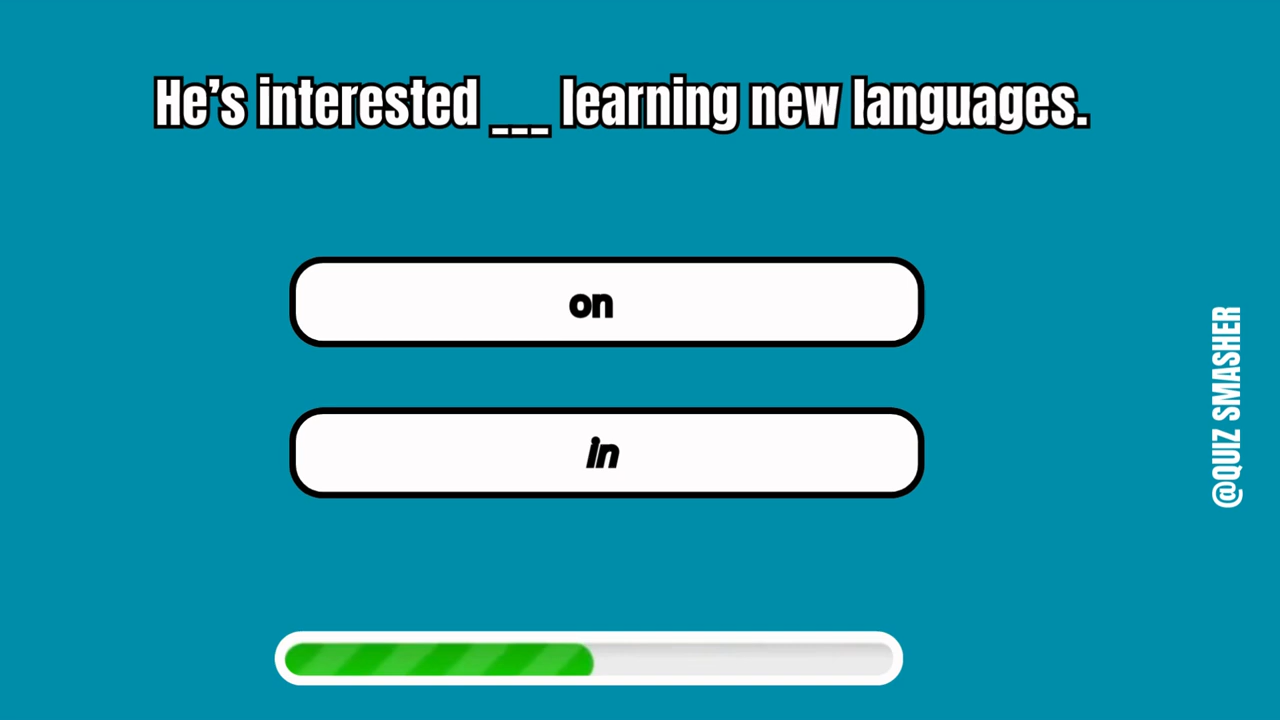 He’s interested ___ learning new languages.
on
in
@QUIZ SMASHER